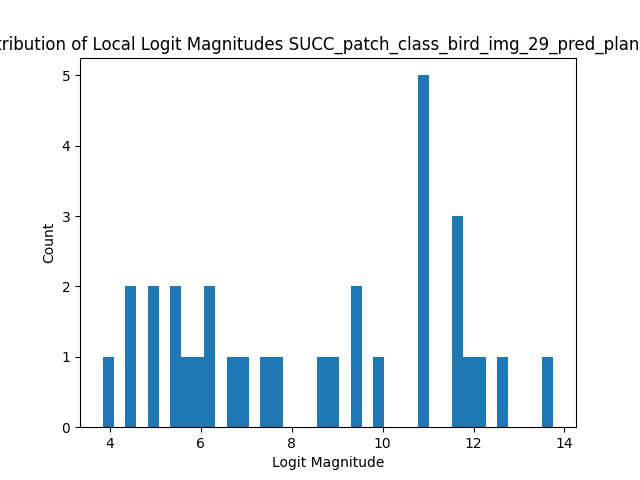 tribution of Local Logit Magnitudes SUCC_patch_class_bird_img_29_pred_plan
5
4
3
2
1
0
Count
4 6 8 10 12 14
Logit Magnitude